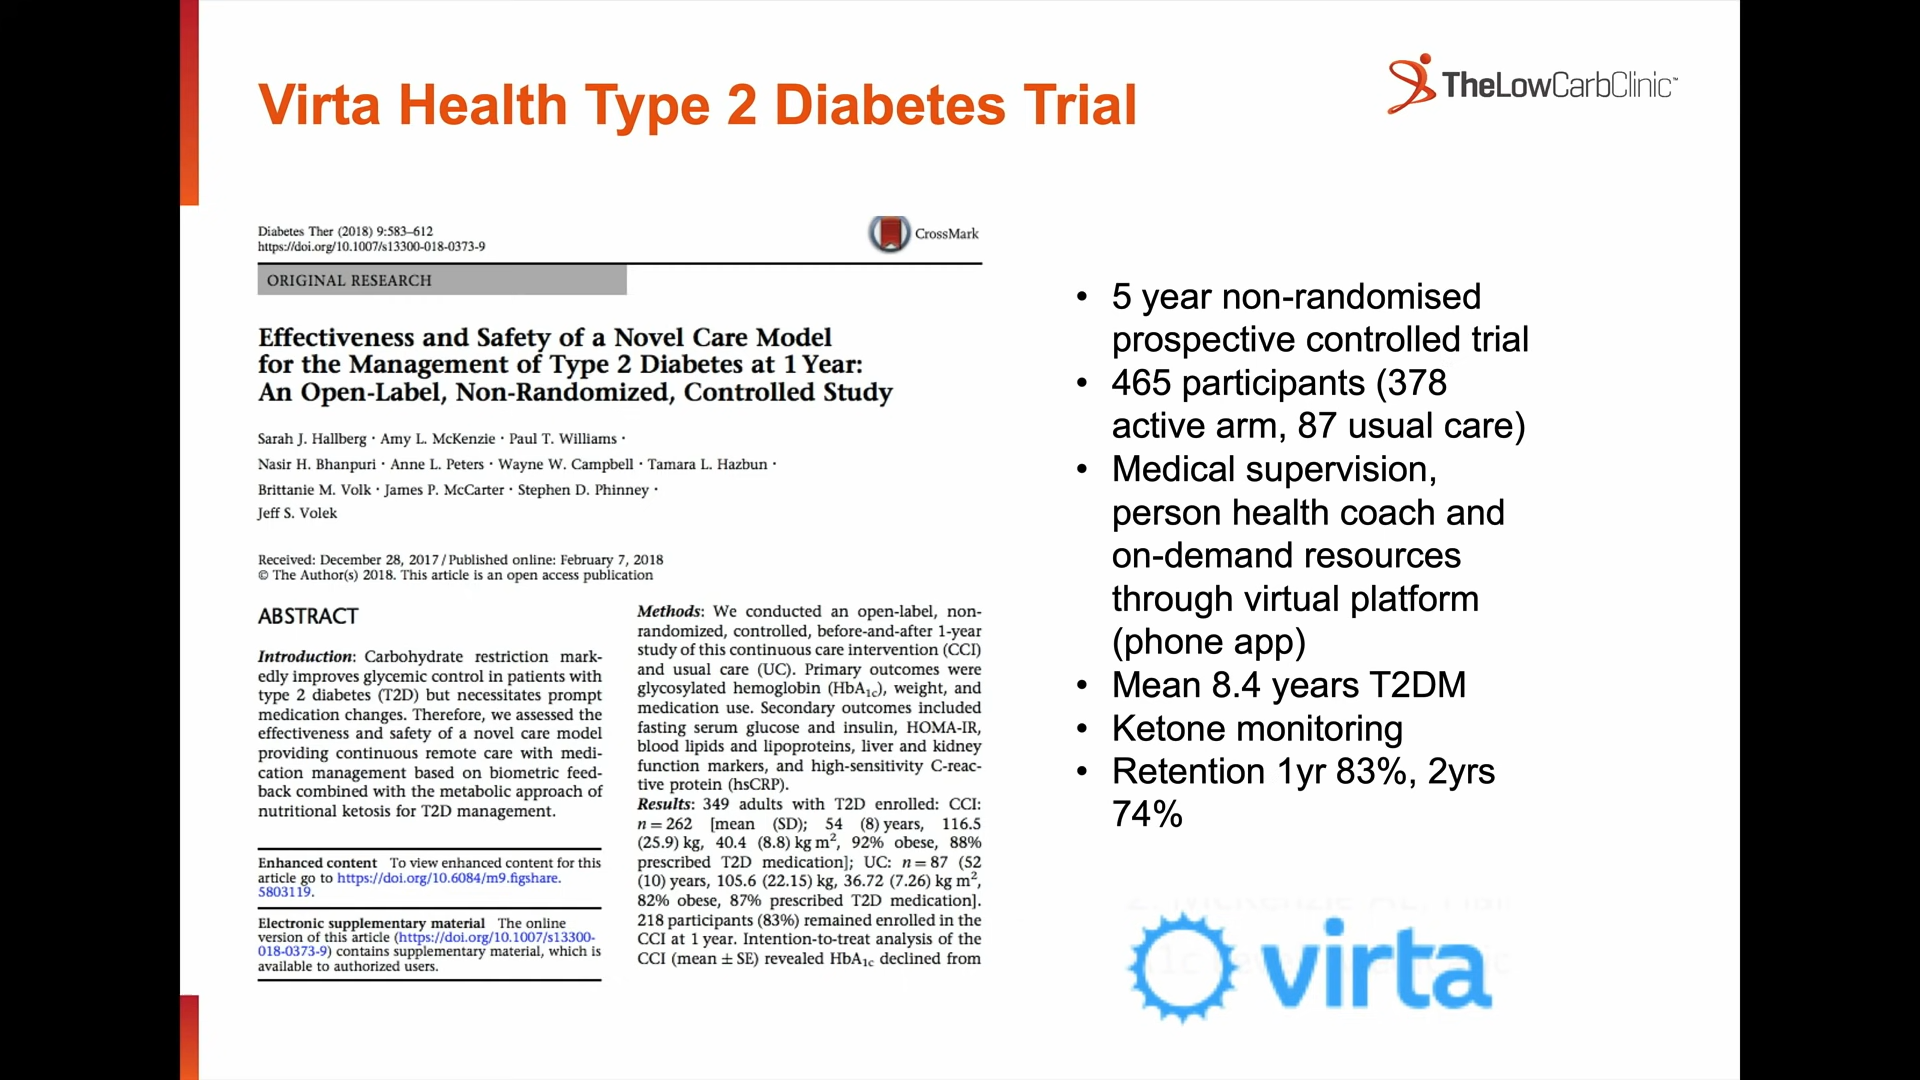 Virta Health Type 2 Diabetes Trial
TheLowCarbClinic™
Diabetes Ther (2018) 9:583–612
https://doi.org/10.1007/s13300-018-0373-9
CrossMark
ORIGINAL RESEARCH
Effectiveness and Safety of a Novel Care Model
for the Management of Type 2 Diabetes at 1 Year:
An Open-Label, Non-Randomized, Controlled Study
Sarah J. Hallberg · Amy L. McKenzie · Paul T. Williams ·
Nasir H. Bhanpuri · Anne L. Peters · Wayne W. Campbell · Tamara L. Hazbun ·
Brittanie M. Volk · James P. McCarter · Stephen D. Phinney ·
Jeff S. Volek
Received: December 28, 2017 / Published online: February 7, 2018
© The Author(s) 2018. This article is an open access publication
ABSTRACT
Introduction: Carbohydrate restriction mark-
edly improves glycemic control in patients with
type 2 diabetes (T2D) but necessitates prompt
medication changes. Therefore, we assessed the
effectiveness and safety of a novel care model
providing continuous remote care with medi-
cation management based on biometric feed-
back combined with the metabolic approach of
nutritional ketosis for T2D management.
Enhanced content To view enhanced content for this
article go to https://doi.org/10.6084/m9.figshare.
5803119.
Electronic supplementary material The online
version of this article (https://doi.org/10.1007/s13300-
018-0373-9) contains supplementary material, which is
available to authorized users.
Methods: We conducted an open-label, non-
randomized, controlled, before-and-after 1-year
study of this continuous care intervention (CCI)
and usual care (UC). Primary outcomes were
glycosylated hemoglobin (HbA1c), weight, and
medication use. Secondary outcomes included
fasting serum glucose and insulin, HOMA-IR,
blood lipids and lipoproteins, liver and kidney
function markers, and high-sensitivity C-reac-
tive protein (hsCRP).
Results: 349 adults with T2D enrolled: CCI:
n = 262 [mean (SD); 54 (8) years, 116.5
(25.9) kg, 40.4 (8.8) kg m2, 92% obese, 88%
prescribed T2D medication]; UC: n = 87 (52
(10) years, 105.6 (22.15) kg, 36.72 (7.26) kg m2,
82% obese, 87% prescribed T2D medication].
218 participants (83%) remained enrolled in the
CCI at 1 year. Intention-to-treat analysis of the
CCI (mean ± SE) revealed HbA1c declined from
• 5 year non-randomised
prospective controlled trial
• 465 participants (378
active arm, 87 usual care)
• Medical supervision,
person health coach and
on-demand resources
through virtual platform
(phone app)
• Mean 8.4 years T2DM
• Ketone monitoring
• Retention 1yr 83%, 2yrs
74%
virta